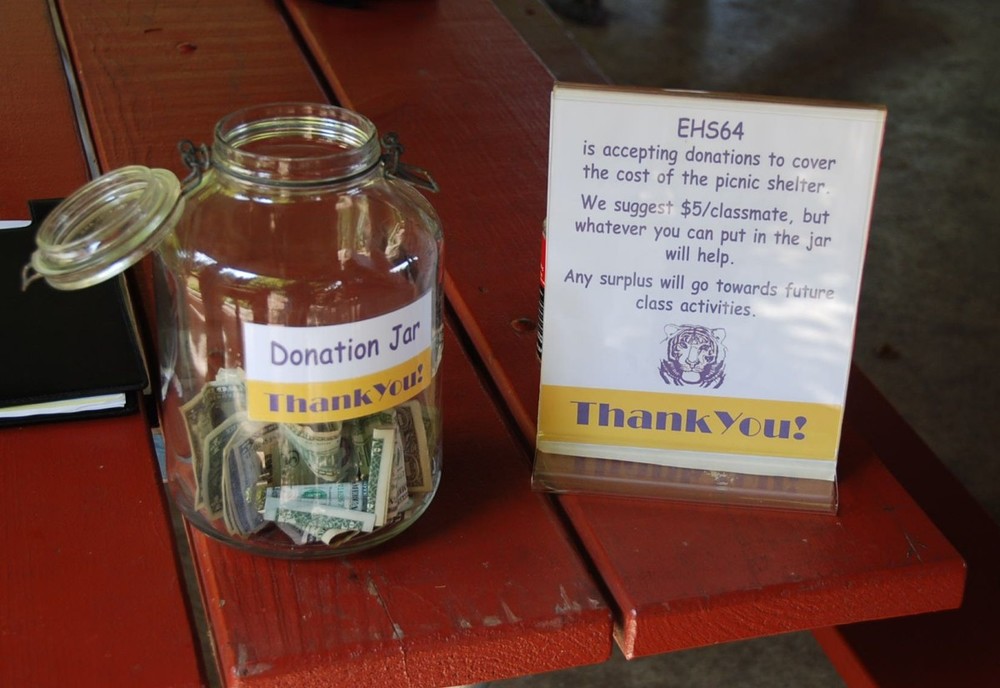 Donation Jar
ThankYou!
EHS64
is accepting donations to cover
the cost of the picnic shelter.
We suggest $5/classmate, but
whatever you can put in the jar
will help.
Any surplus will go towards future
class activities.
ThankYou!